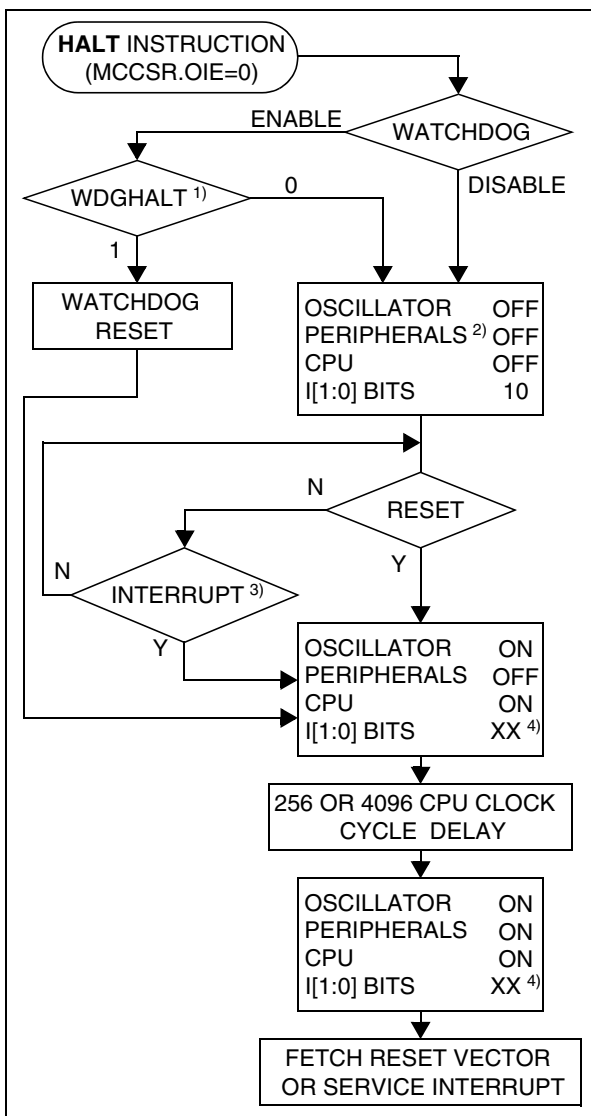 HALT INSTRUCTION
(MCCSR.OIE=0)
ENABLE
WATCHDOG
WDGHALT 1)
0
DISABLE
1
WATCHDOG
RESET
OSCILLATOR OFF
PERIPHERALS 2) OFF
CPU OFF
I[1:0] BITS 10
N
RESET
N
Y
INTERRUPT 3)
Y
OSCILLATOR ON
PERIPHERALS OFF
CPU ON
I[1:0] BITS XX 4)
256 OR 4096 CPU CLOCK
CYCLE DELAY
OSCILLATOR ON
PERIPHERALS ON
CPU ON
I[1:0] BITS XX 4)
FETCH RESET VECTOR
OR SERVICE INTERRUPT